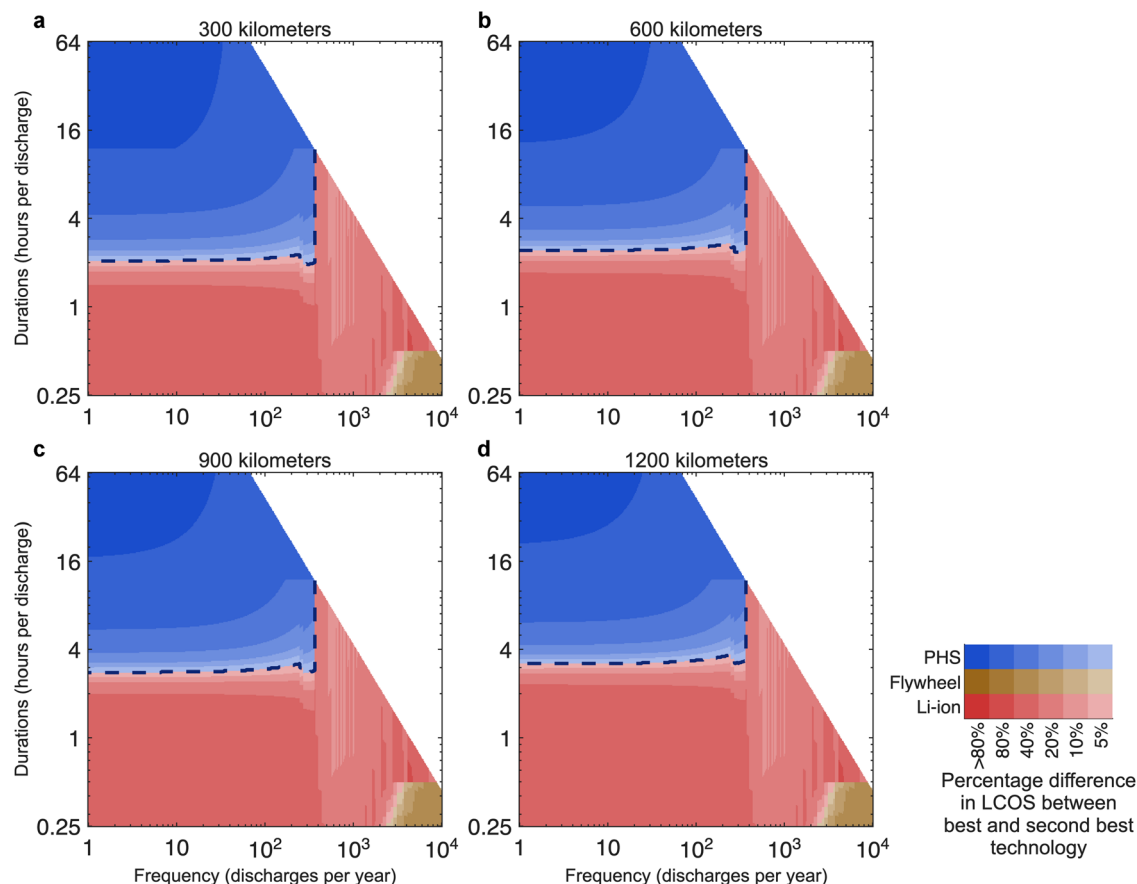 a
300 kilometers
b
600 kilometers
64
16
4
1
0.25
Durations (hours per discharge)
1
10
10²
10³
10⁴
64
16
4
1
0.25
1
10
10²
10³
10⁴
c
900 kilometers
d
1200 kilometers
64
16
4
1
0.25
Durations (hours per discharge)
1
10
10²
10³
10⁴
Frequency (discharges per year)
64
16
4
1
0.25
1
10
10²
10³
10⁴
Frequency (discharges per year)
PHS
Flywheel
Li-ion
>80%
80%
40%
20%
10%
5%
Percentage difference
in LCOS between
best and second best
technology